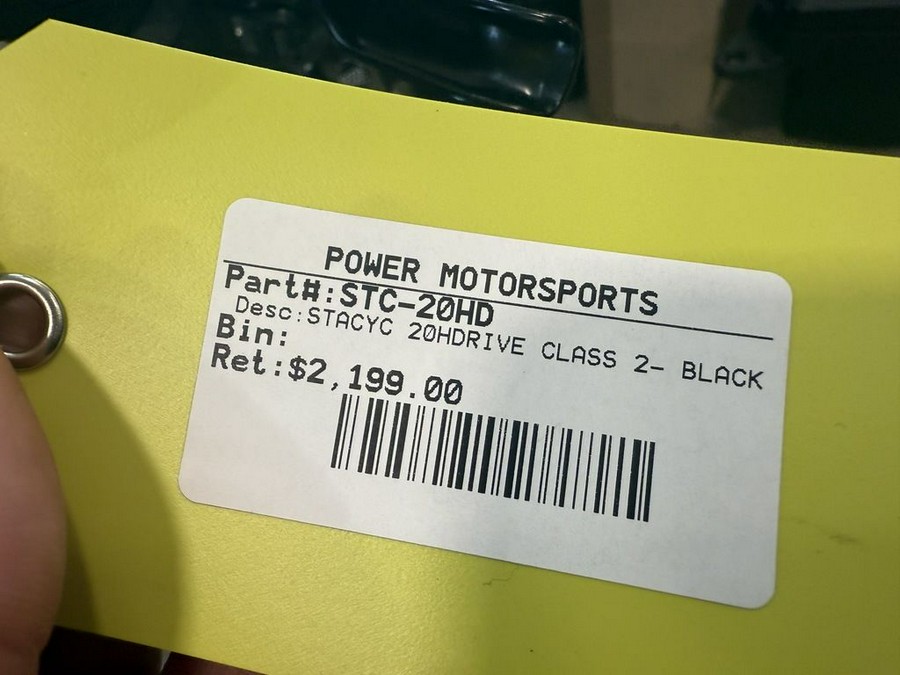 POWER MOTORSPORTS
Part#:STC-20HD
Desc:STACYC 20HDRIVE CLASS 2- BLACK
Bin:
Ret:$2,199.00